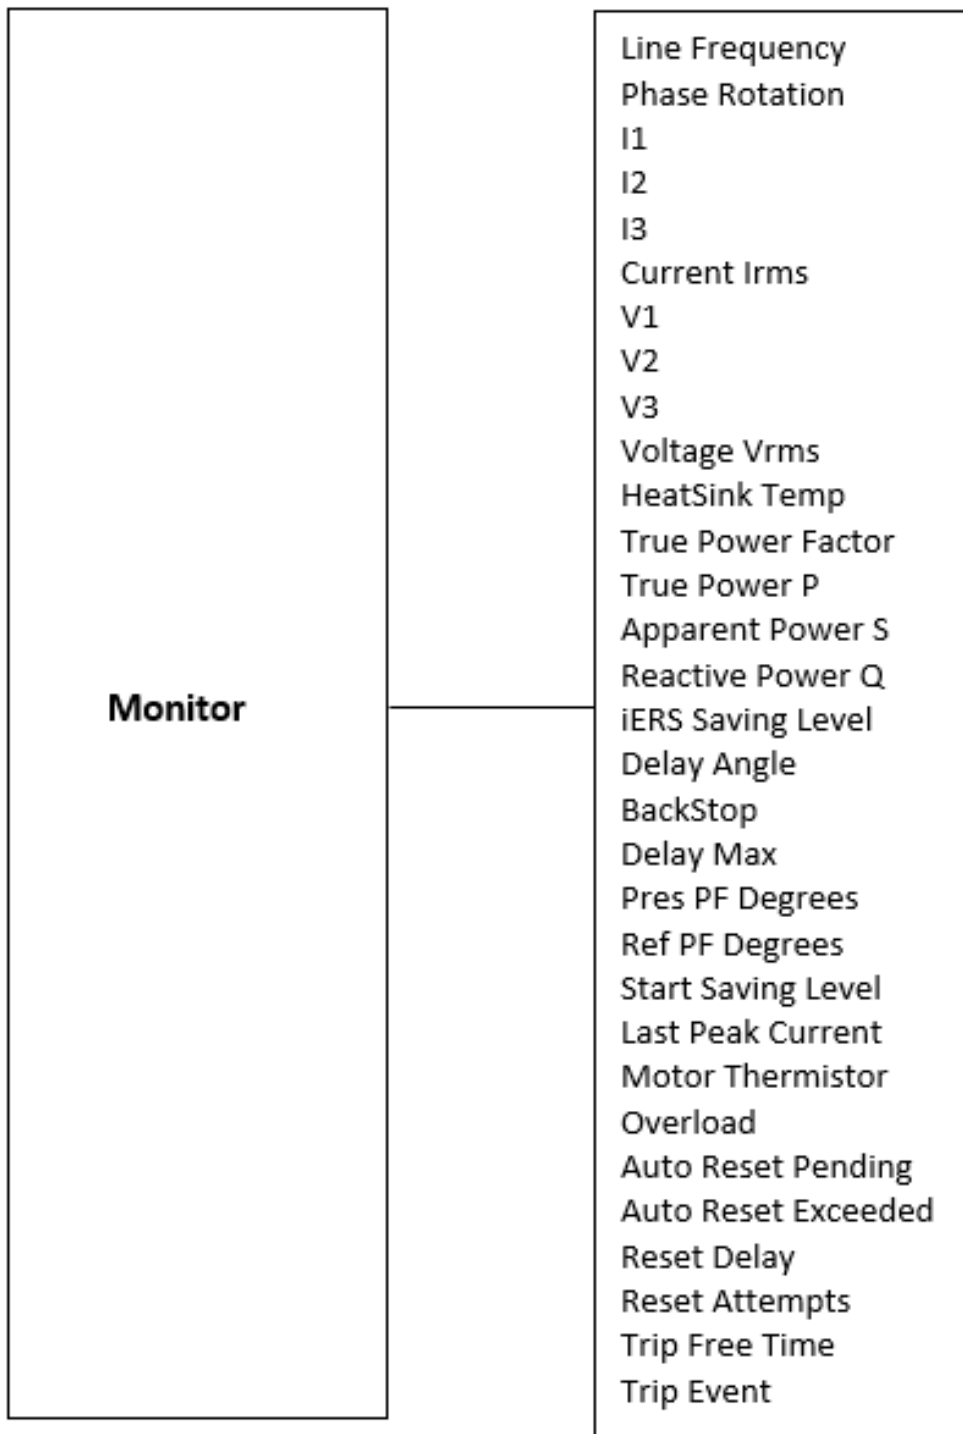 Monitor
Line Frequency
Phase Rotation
I1
I2
I3
Current Irms
V1
V2
V3
Voltage Vrms
HeatSink Temp
True Power Factor
True Power P
Apparent Power S
Reactive Power Q
iERS Saving Level
Delay Angle
BackStop
Delay Max
Pres PF Degrees
Ref PF Degrees
Start Saving Level
Last Peak Current
Motor Thermistor
Overload
Auto Reset Pending
Auto Reset Exceeded
Reset Delay
Reset Attempts
Trip Free Time
Trip Event